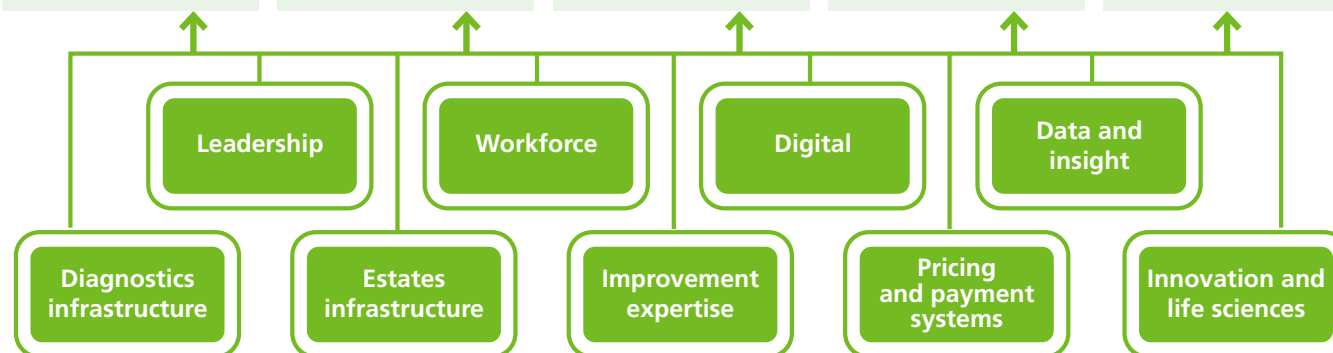 Leadership
Workforce
Digital
Data and
insight
Diagnostics
infrastructure
Estates
infrastructure
Improvement
expertise
Pricing
and payment
systems
Innovation and
life sciences